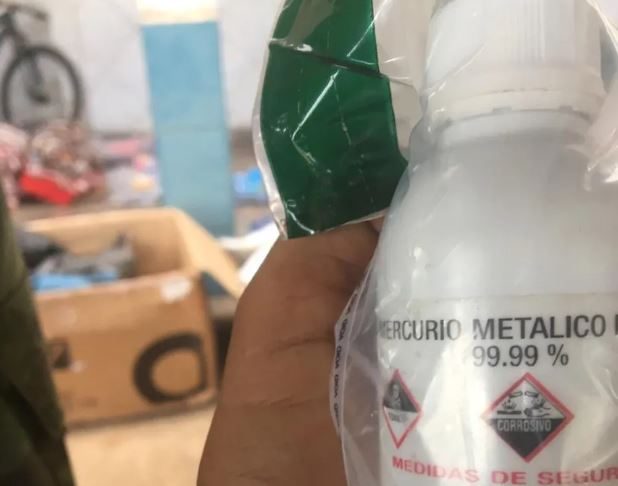 MERCURIO METALICO
99.99 %
CORROSIVO
MEDIDAS DE SEGUR